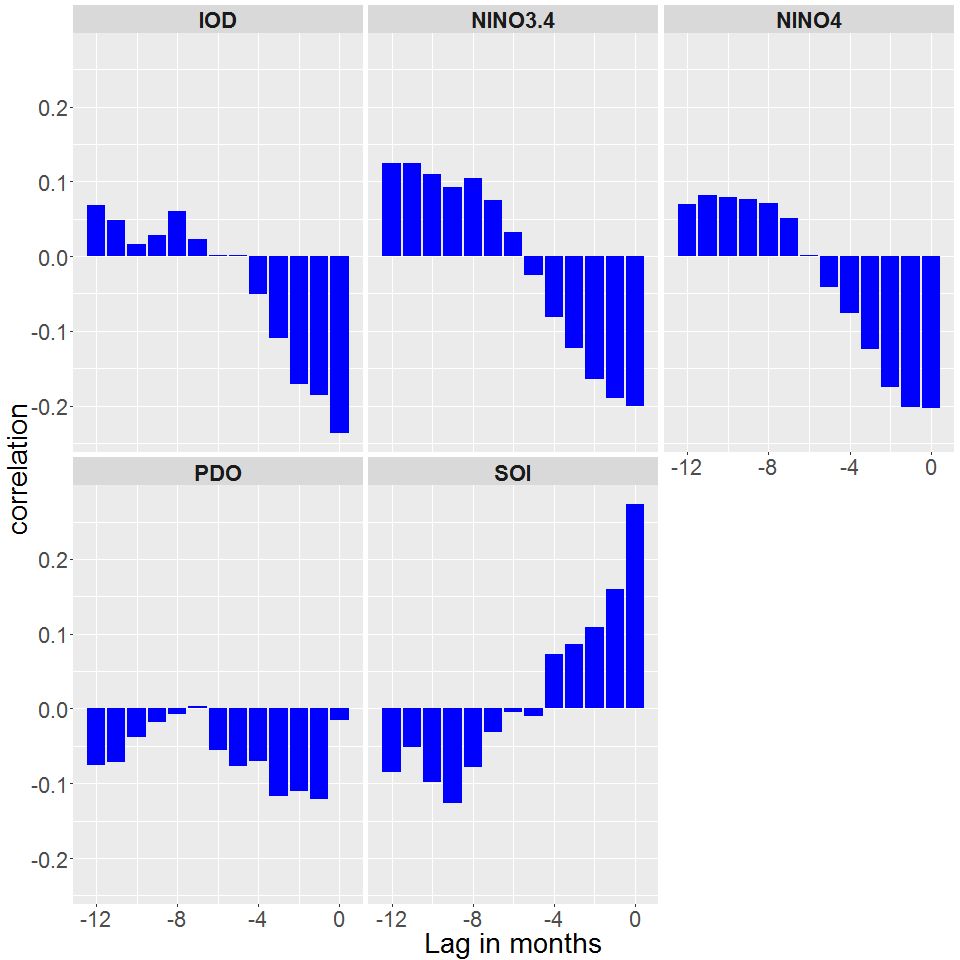 IOD NINO3.4 NINO4
0.2
0.1
0.0
-0.1
-0.2
correlation
-12 -8 -4 0
PDO SOI
0.2
0.1
0.0
-0.1
-0.2
-12 -8 -4 0 -12 -8 -4 0
Lag in months